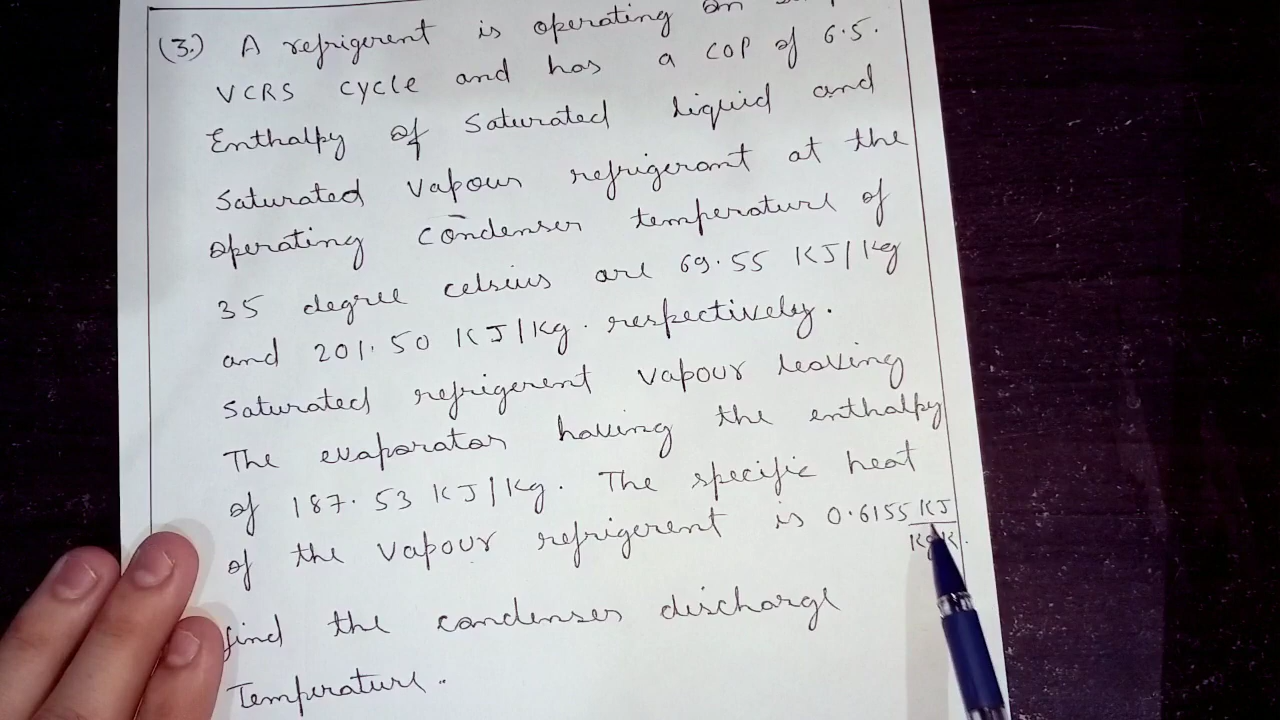 (3.) A refrigerent is operating on
VCRS cycle and has a COP of 6.5.
Enthalpy of saturated liquid and
saturated vapour refrigerant at the
operating condenser temperature of
35 degree celsius are 69.55 KJ/Kg
and 201.50 KJ/Kg. respectively.
saturated refrigerent vapour leaving
The evaporator having the enthalpy
of 187.53 KJ/Kg. The specific heat
of the vapour refrigerent is 0.6155 KJ
KgK.
find the condenser discharge
Temperature.